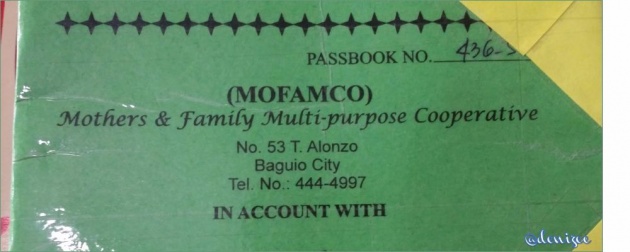 PASSBOOK NO. 436-
(MOFAMCO)
Mothers & Family Multi-purpose Cooperative
No. 53 T. Alonzo
Baguio City
Tel. No.: 444-4997
IN ACCOUNT WITH